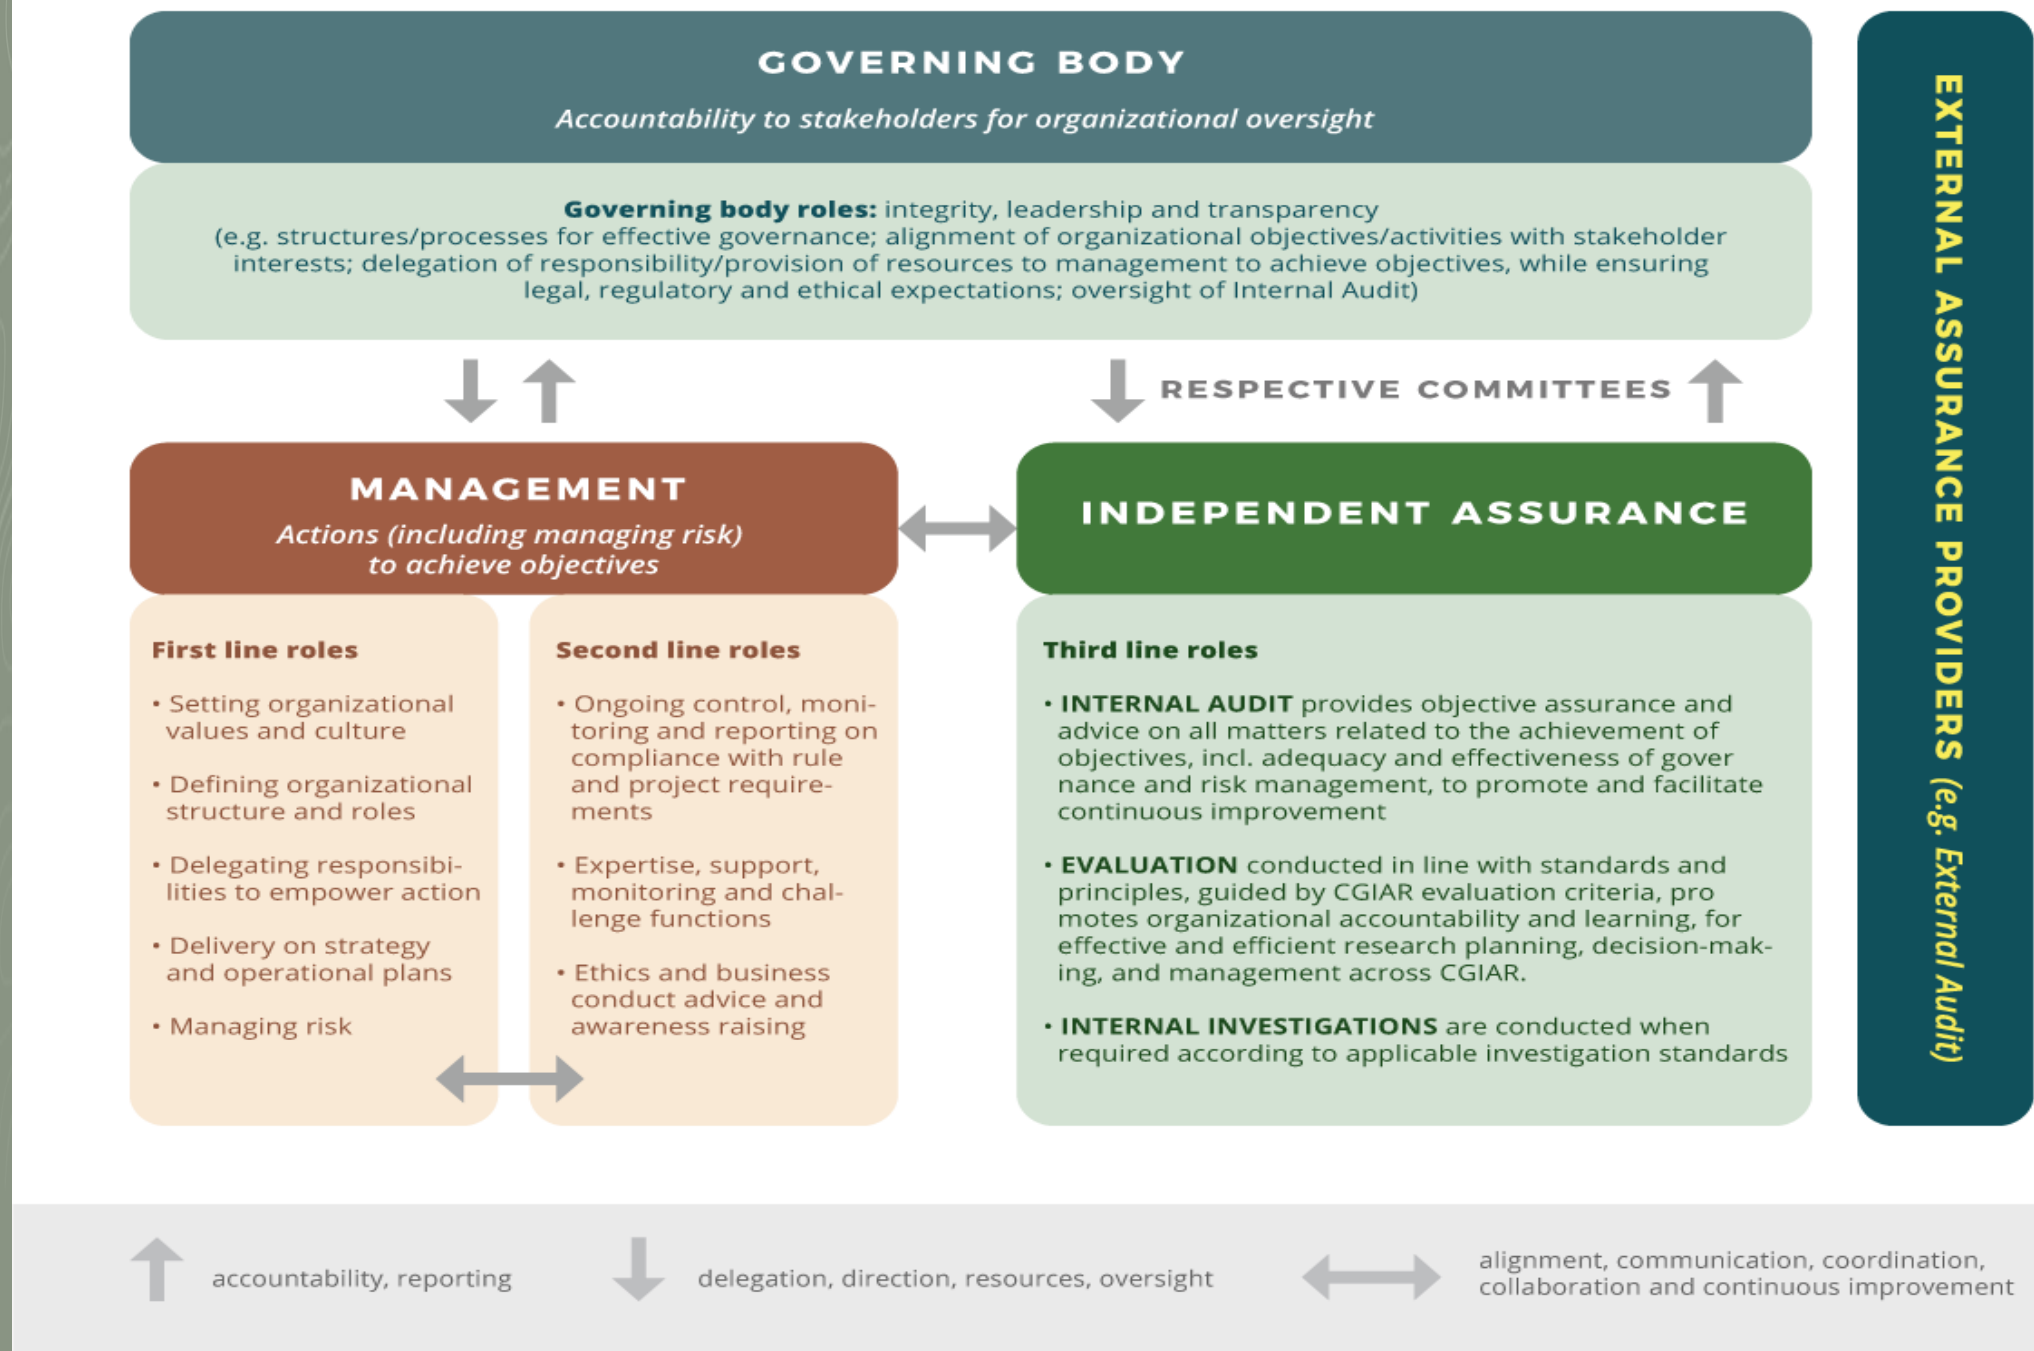 GOVERNING BODY
Accountability to stakeholders for organizational oversight
Governing body roles: integrity, leadership and transparency
(e.g. structures/processes for effective governance; alignment of organizational objectives/activities with stakeholder
interests; delegation of responsibility/provision of resources to management to achieve objectives, while ensuring
legal, regulatory and ethical expectations; oversight of Internal Audit)
RESPECTIVE COMMITTEES
MANAGEMENT
Actions (including managing risk)
to achieve objectives
INDEPENDENT ASSURANCE
First line roles
• Setting organizational
values and culture
• Defining organizational
structure and roles
• Delegating responsibi-
lities to empower action
• Delivery on strategy
and operational plans
• Managing risk
Second line roles
• Ongoing control, moni-
toring and reporting on
compliance with rule
and project require-
ments
• Expertise, support,
monitoring and chal-
lenge functions
• Ethics and business
conduct advice and
awareness raising
Third line roles
• INTERNAL AUDIT provides objective assurance and
advice on all matters related to the achievement of
objectives, incl. adequacy and effectiveness of gover
nance and risk management, to promote and facilitate
continuous improvement
• EVALUATION conducted in line with standards and
principles, guided by CGIAR evaluation criteria, pro
motes organizational accountability and learning, for
effective and efficient research planning, decision-mak-
ing, and management across CGIAR.
• INTERNAL INVESTIGATIONS are conducted when
required according to applicable investigation standards
EXTERNAL ASSURANCE PROVIDERS (e.g. External Audit)
accountability, reporting
delegation, direction, resources, oversight
alignment, communication, coordination,
collaboration and continuous improvement